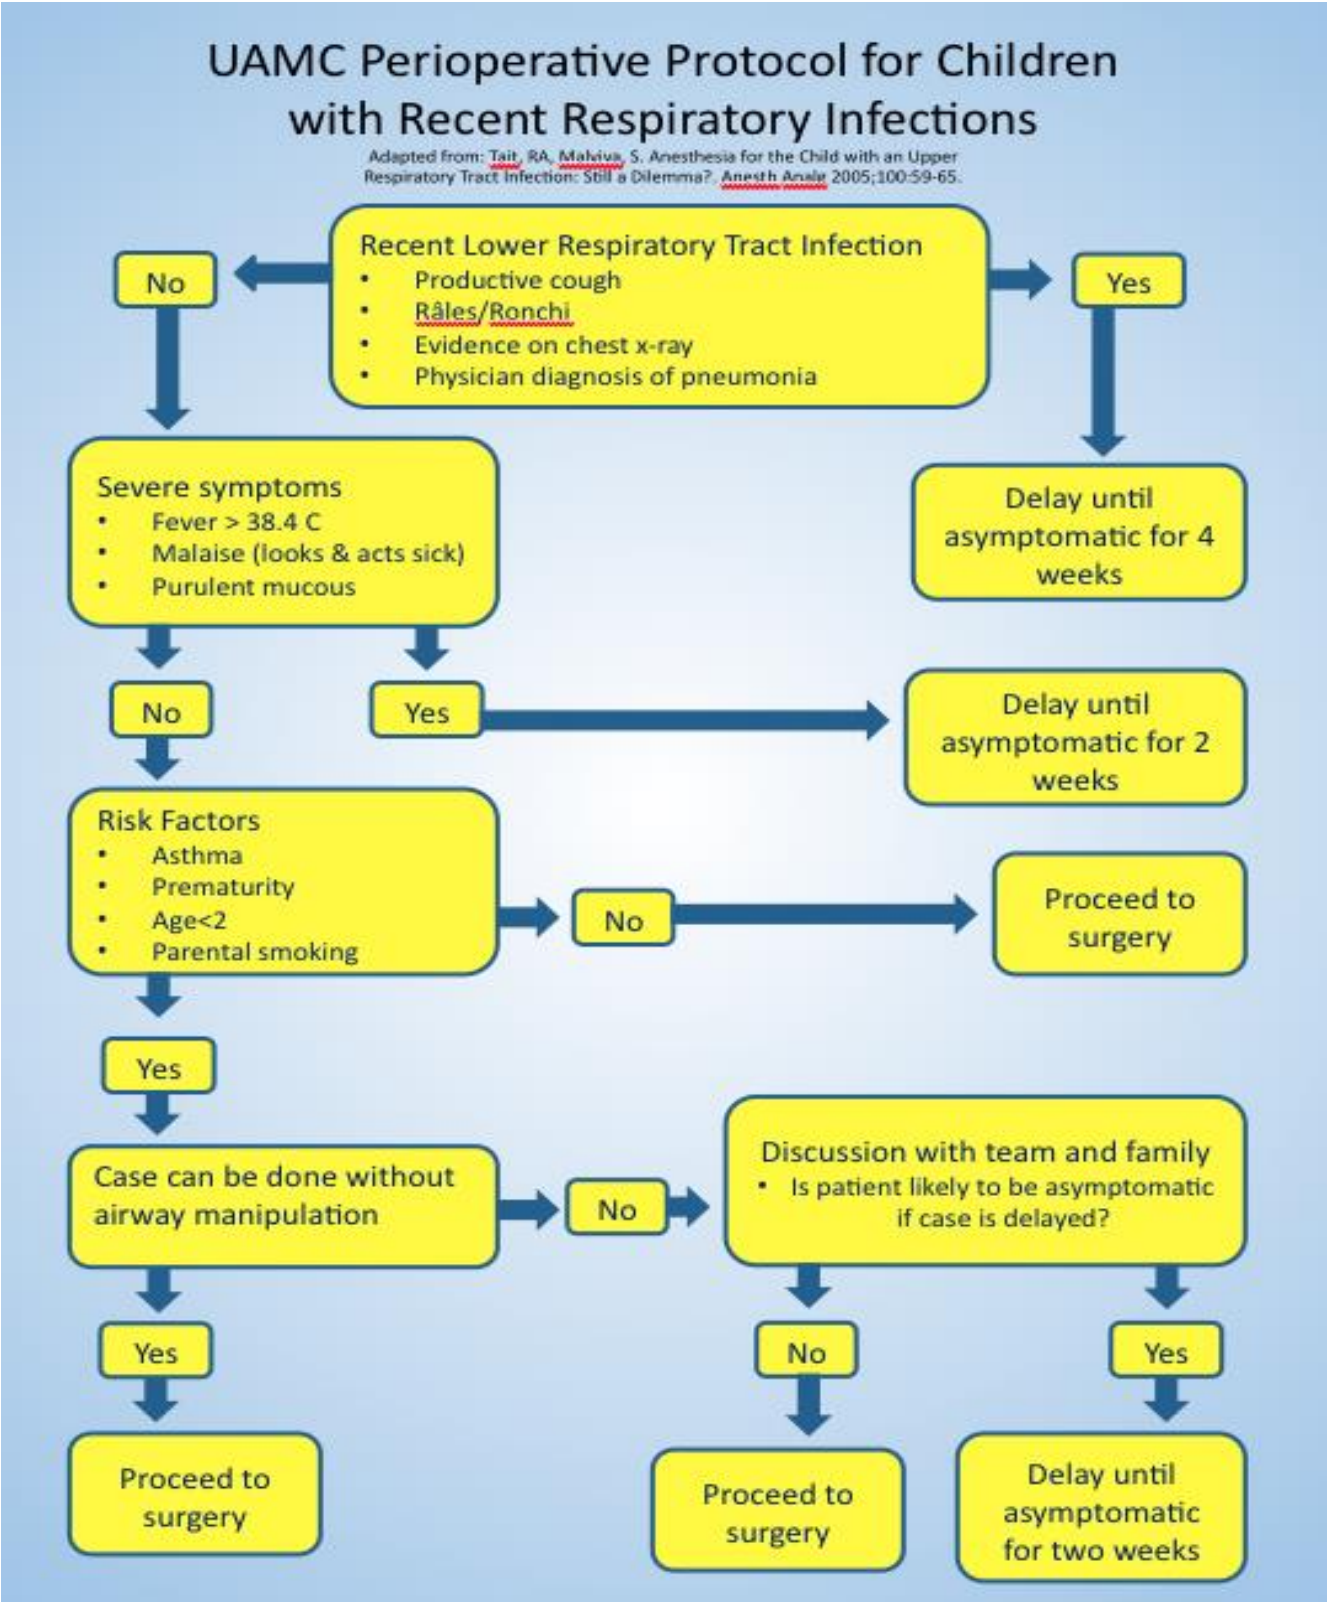 UAMC Perioperative Protocol for Children
with Recent Respiratory Infections
Adapted from: Tait, RA, Malviya, S. Anesthesia for the Child with an Upper
Respiratory Tract Infection: Still a Dilemma?. Anesth Analg 2005;100:59-65.
Recent Lower Respiratory Tract Infection
• Productive cough
• Râles/Ronchi
• Evidence on chest x-ray
• Physician diagnosis of pneumonia
No
Yes
Severe symptoms
• Fever > 38.4 C
• Malaise (looks & acts sick)
• Purulent mucous
Delay until
asymptomatic for 4
weeks
No
Yes
Delay until
asymptomatic for 2
weeks
Risk Factors
• Asthma
• Prematurity
• Age<2
• Parental smoking
No
Proceed to
surgery
Yes
Case can be done without
airway manipulation
No
Discussion with team and family
• Is patient likely to be asymptomatic
if case is delayed?
Yes
No
Yes
Proceed to
surgery
Proceed to
surgery
Delay until
asymptomatic
for two weeks